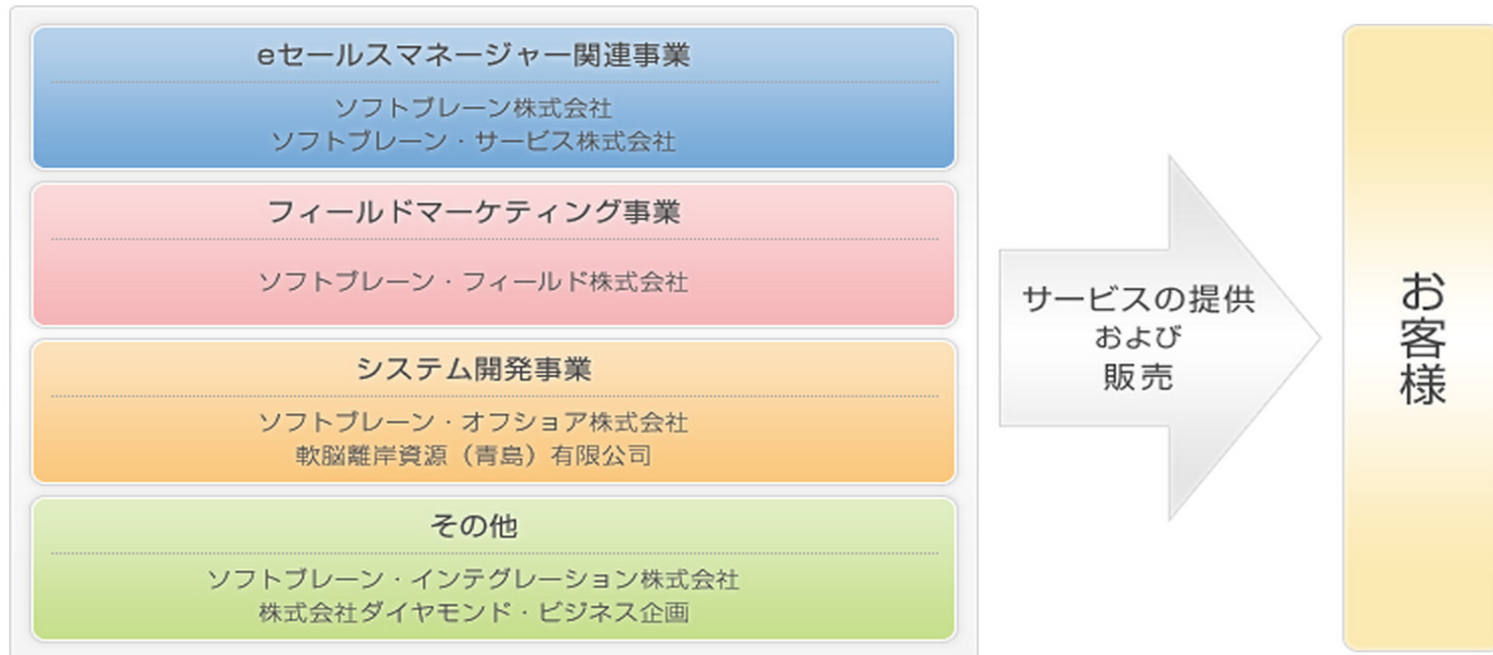 eセールスマネージャー関連事業
ソフトブレーン株式会社
ソフトブレーン・サービス株式会社
フィールドマーケティング事業
ソフトブレーン・フィールド株式会社
システム開発事業
ソフトブレーン・オフショア株式会社
軟脳離岸資源（青島）有限公司
その他
ソフトブレーン・インテグレーション株式会社
株式会社ダイヤモンド・ビジネス企画
サービスの提供
および
販売
お客様